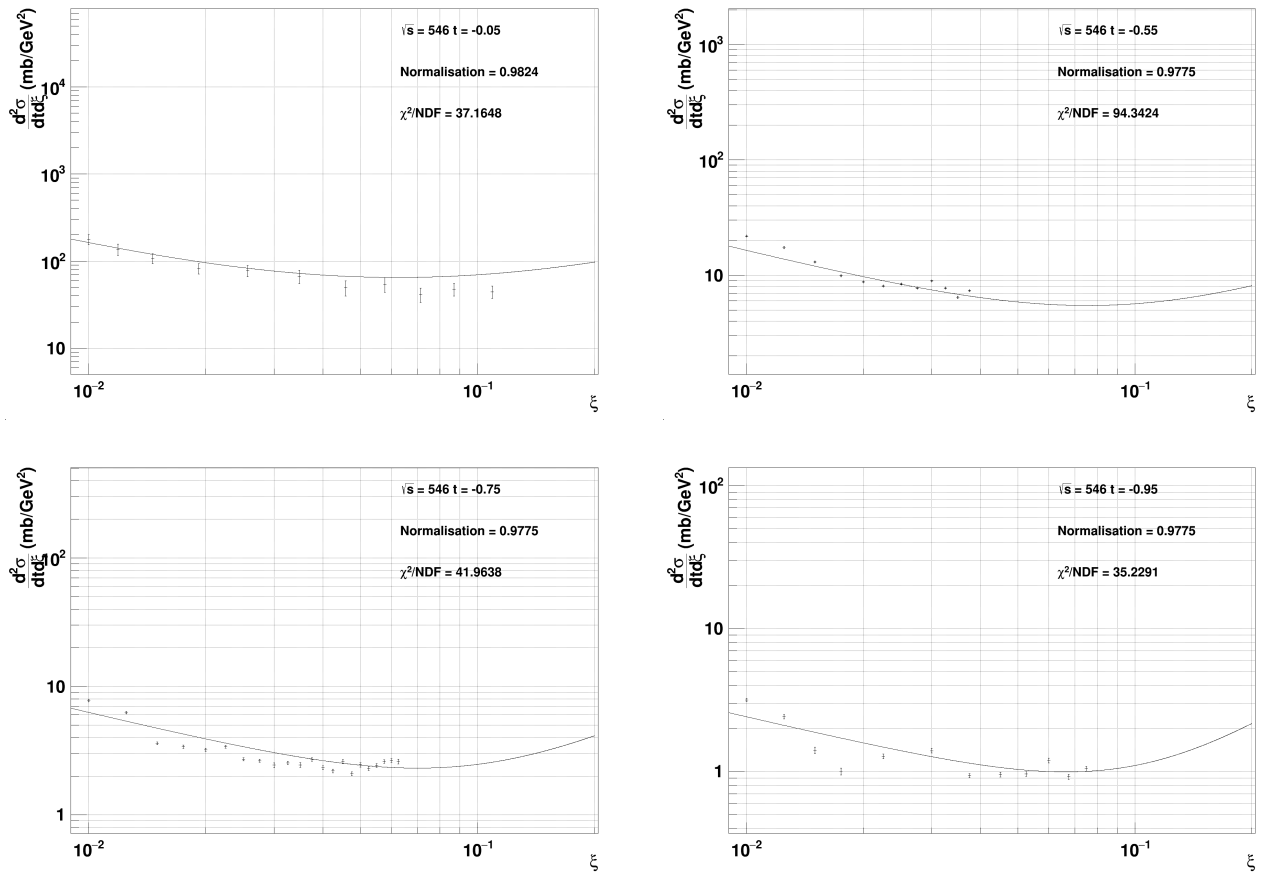 d²σ/dtdξ (mb/GeV²)
√s = 546 t = -0.05
Normalisation = 0.9824
χ²/NDF = 37.1648
10⁴
10³
10²
10
10⁻²
10⁻¹
ξ
d²σ/dtdξ (mb/GeV²)
√s = 546 t = -0.55
Normalisation = 0.9775
χ²/NDF = 94.3424
10³
10²
10
10⁻²
10⁻¹
ξ
d²σ/dtdξ (mb/GeV²)
√s = 546 t = -0.75
Normalisation = 0.9775
χ²/NDF = 41.9638
10²
10
1
10⁻²
10⁻¹
ξ
d²σ/dtdξ (mb/GeV²)
√s = 546 t = -0.95
Normalisation = 0.9775
χ²/NDF = 35.2291
10²
10
1
10⁻²
10⁻¹
ξ